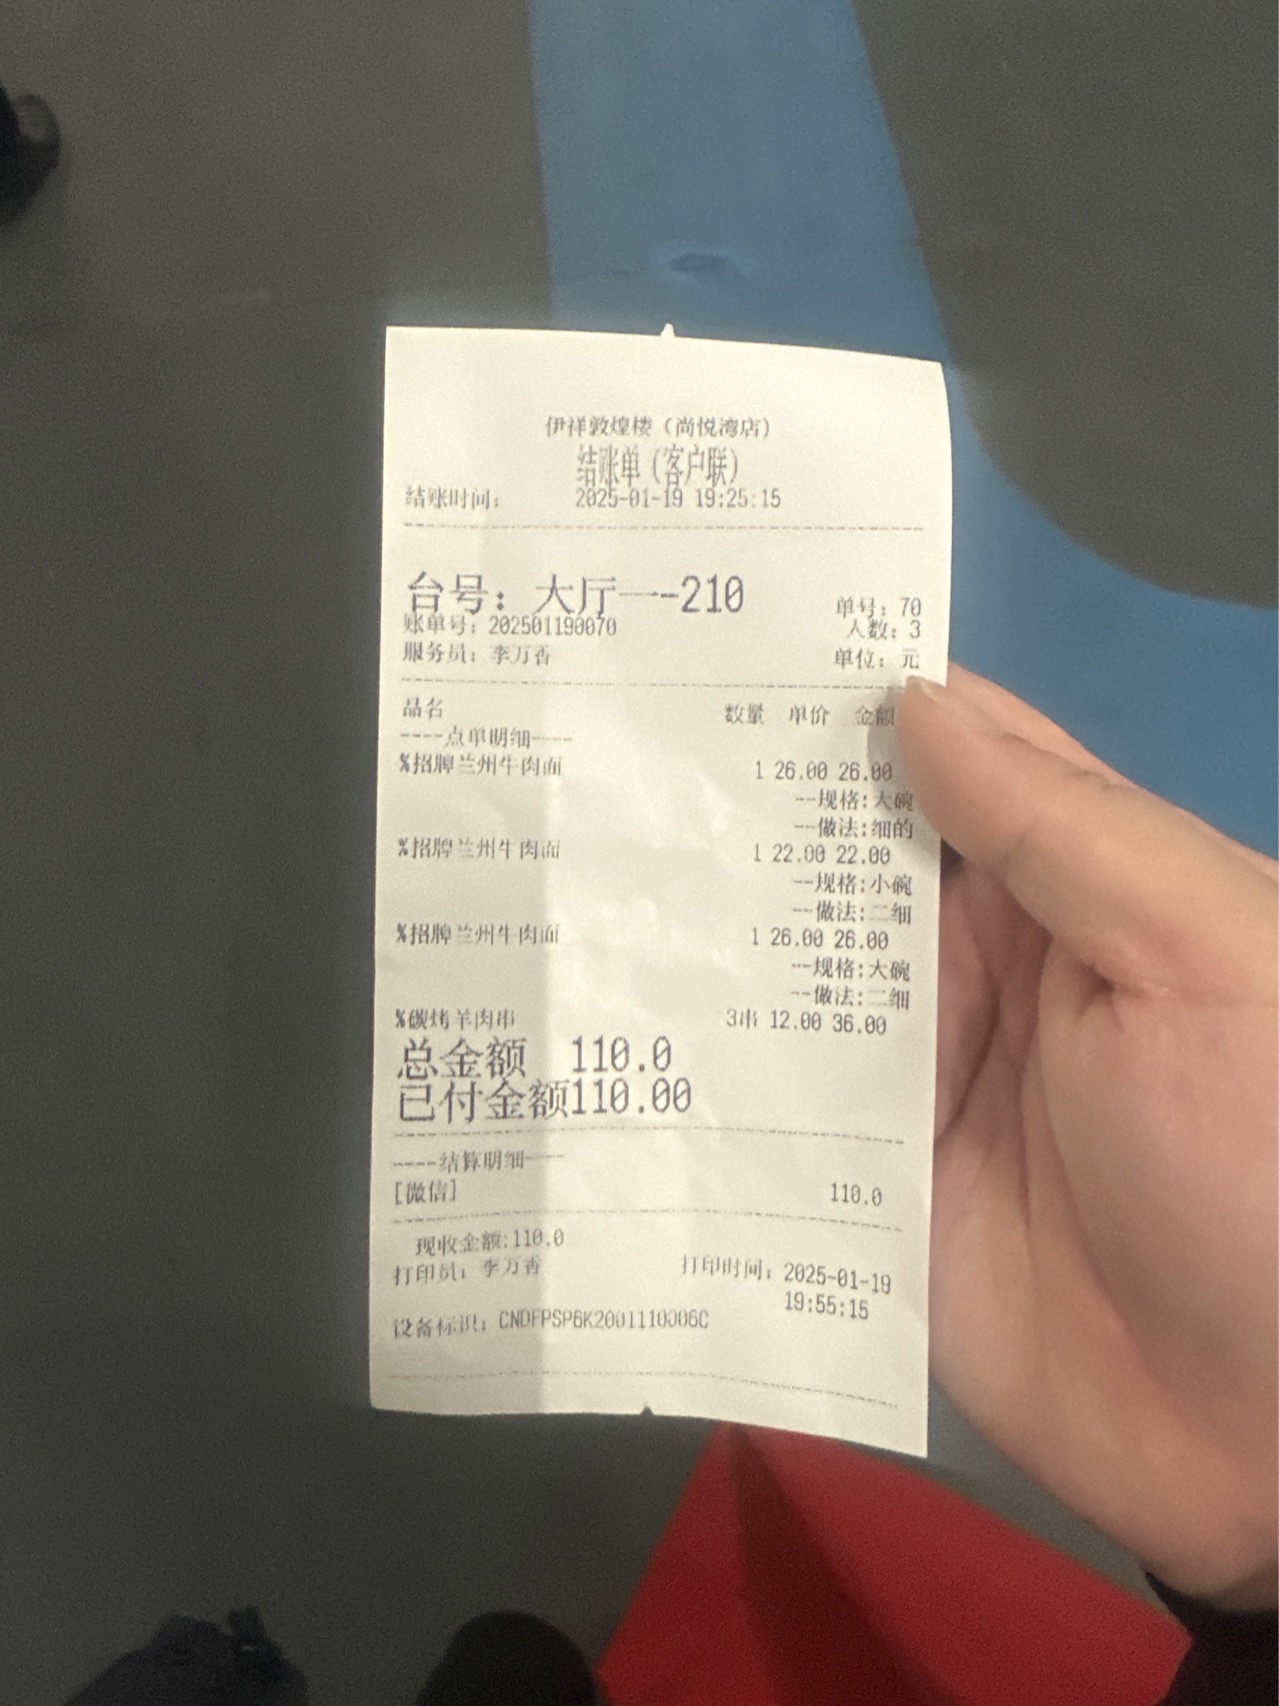 伊祥敦煌楼（尚悦湾店）
结账单（客户联）
结账时间： 2025-01-19 19:25:15
台号：大厅一-210
单号：70
账单号：202501190070 人数：3
服务员：李万香 单位：元
品名 数量 单价 金额
----点单明细----
%招牌兰州牛肉面 1 26.00 26.00
--规格:大碗
--做法:细的
%招牌兰州牛肉面 1 22.00 22.00
--规格:小碗
--做法:二细
%招牌兰州牛肉面 1 26.00 26.00
--规格:大碗
--做法:二细
%碳烤羊肉串 3串 12.00 36.00
总金额 110.0
已付金额110.00
----结算明细----
[微信] 110.0
现收金额:110.0
打印员：李万香 打印时间：2025-01-19
19:55:15
设备标识：CNDFPSP6K2001110006C